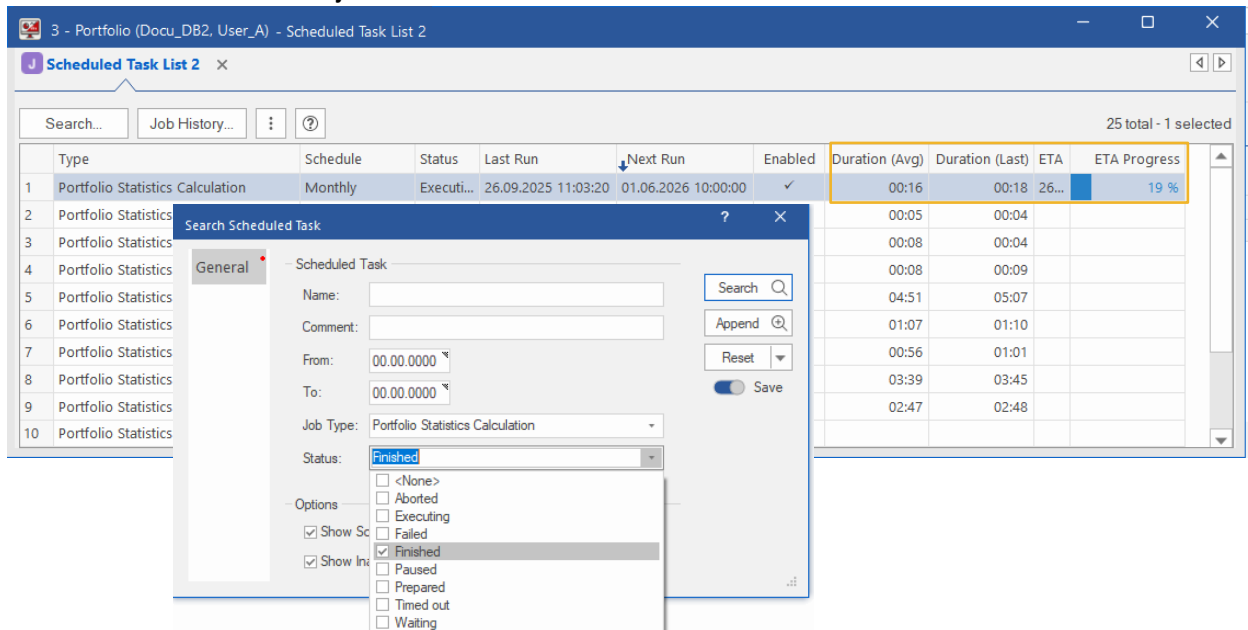 3 - Portfolio (Docu_DB2, User_A) - Scheduled Task List 2
J Scheduled Task List 2
Search... Job History... 25 total - 1 selected
Type Schedule Status Last Run Next Run Enabled Duration (Avg) Duration (Last) ETA ETA Progress
1 Portfolio Statistics Calculation Monthly Executi... 26.09.2025 11:03:20 01.06.2026 10:00:00 ✓ 00:16 00:18 26... 19 %
2 Portfolio Statistics 00:05 00:04
3 Portfolio Statistics 00:08 00:04
4 Portfolio Statistics 00:08 00:09
5 Portfolio Statistics 04:51 05:07
6 Portfolio Statistics 01:07 01:10
7 Portfolio Statistics 00:56 01:01
8 Portfolio Statistics 03:39 03:45
9 Portfolio Statistics 02:47 02:48
10 Portfolio Statistics
Search Scheduled Task ?
General
Scheduled Task
Name:
Search
Comment:
Append
From: 00.00.0000
Reset
To: 00.00.0000
Save
Job Type: Portfolio Statistics Calculation
Status: Finished
<None>
Aborted
Executing
Failed
Finished
Paused
Prepared
Timed out
Waiting
Options
Show
Show